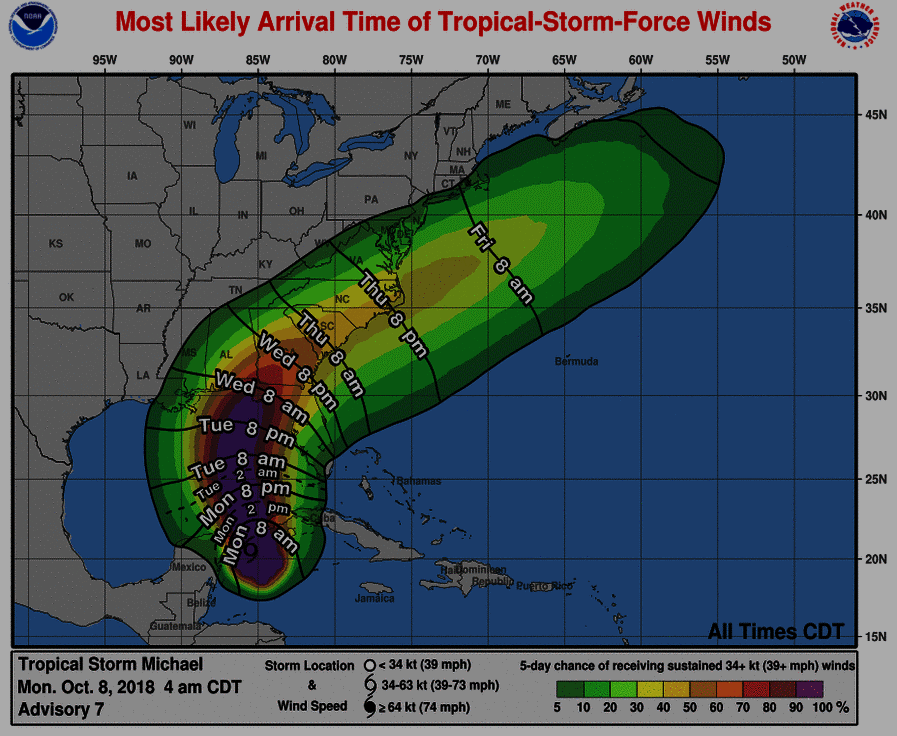 Most Likely Arrival Time of Tropical-Storm-Force Winds
NOAA
95W 90W 85W 80W 75W 70W 65W 60W 55W 50W
45N
40N
35N
30N
25N
20N
15N
ME
VT
NH
MA
CT
NY
WI
MI
PA
IA
IL
IN
OH
KS
MO
KY
VA
OK
AR
TN
NC
SC
MS
AL
LA
Fri 8 am
Thu 8 pm
Thu 8 am
Wed 8 pm
Wed 8 am
Tue 8 pm
Tue 8 am
Tue 2 am
Mon 8 pm
Mon 2 pm
Mon 8 am
Bermuda
Bahamas
Cuba
Mexico
Belize
Guatemala
Jamaica
Dominican
Republic
Puerto Rico
All Times CDT
Tropical Storm Michael
Mon. Oct. 8, 2018 4 am CDT
Advisory 7
Storm Location
&
Wind Speed
< 34 kt (39 mph)
34-63 kt (39-73 mph)
≥ 64 kt (74 mph)
5-day chance of receiving sustained 34+ kt (39+ mph) winds
5 10 20 30 40 50 60 70 80 90 100 %